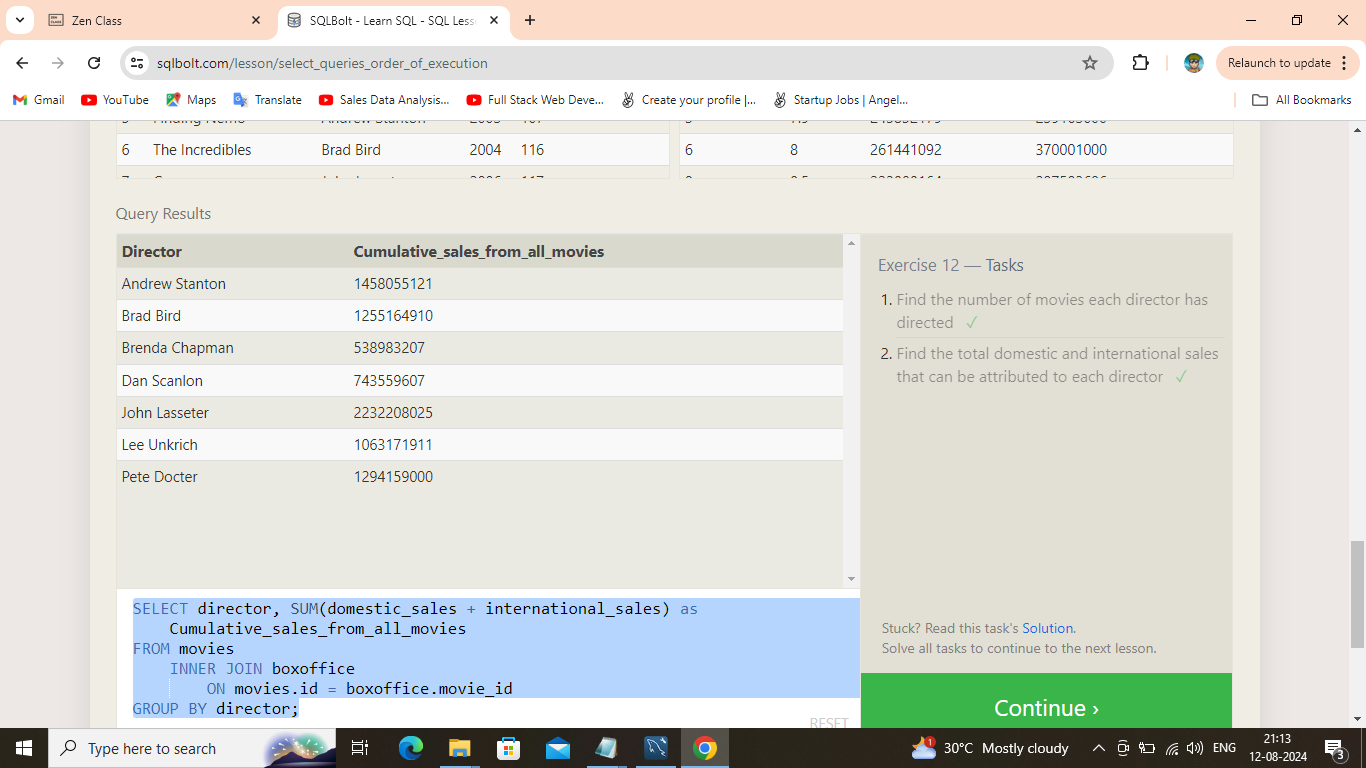 Zen Class
SQLBolt - Learn SQL - SQL Less
sqlbolt.com/lesson/select_queries_order_of_execution
Relaunch to update
Gmail
YouTube
Maps
Translate
Sales Data Analysis...
Full Stack Web Deve...
Create your profile |...
Startup Jobs | Angel...
All Bookmarks
6 The Incredibles Brad Bird 2004 116
6 8 261441092 370001000
Query Results
Director Cumulative_sales_from_all_movies
Andrew Stanton 1458055121
Brad Bird 1255164910
Brenda Chapman 538983207
Dan Scanlon 743559607
John Lasseter 2232208025
Lee Unkrich 1063171911
Pete Docter 1294159000
Exercise 12 — Tasks
1. Find the number of movies each director has
directed ✓
2. Find the total domestic and international sales
that can be attributed to each director ✓
SELECT director, SUM(domestic_sales + international_sales) as
Cumulative_sales_from_all_movies
FROM movies
INNER JOIN boxoffice
ON movies.id = boxoffice.movie_id
GROUP BY director;
RESET
Stuck? Read this task's Solution.
Solve all tasks to continue to the next lesson.
Continue ›
Type here to search
1
30°C Mostly cloudy
ENG
21:13
12-08-2024
3